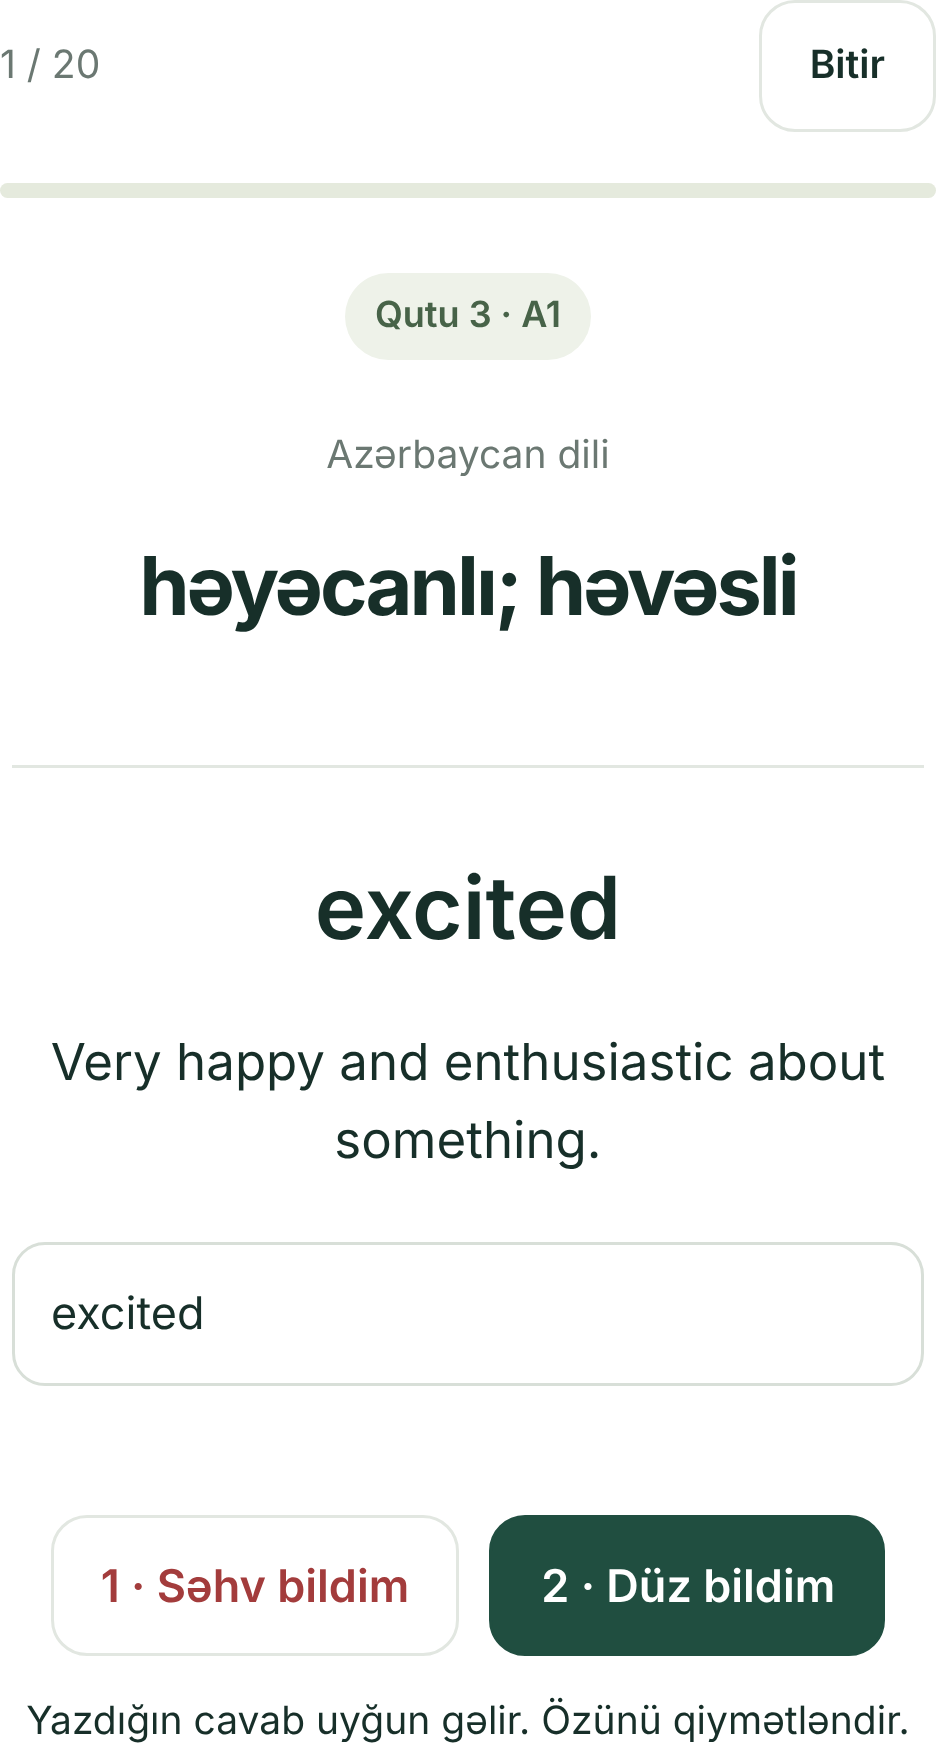 1 / 20
Bitir
Qutu 3 · A1
Azərbaycan dili
həyəcanlı; həvəsli
excited
Very happy and enthusiastic about
something.
excited
1 · Səhv bildim
2 · Düz bildim
Yazdığın cavab uyğun gəlir. Özünü qiymətləndir.